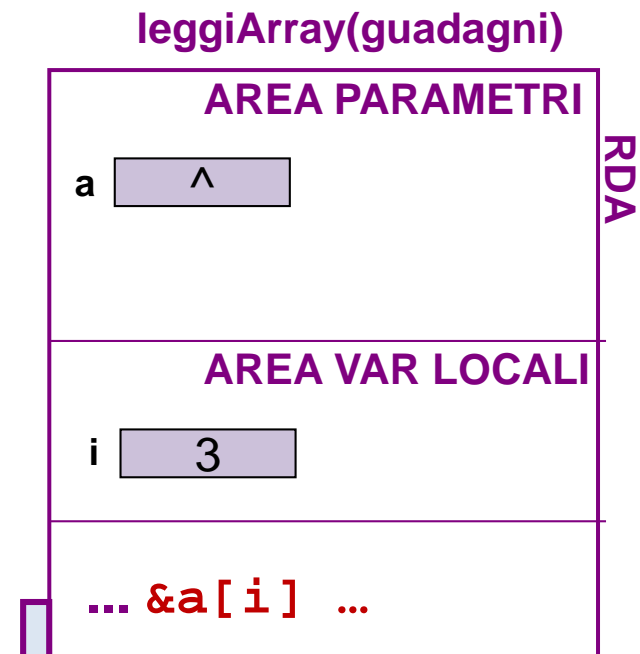 leggiArray(guadagni)
AREA PARAMETRI
RDA
a ^
AREA VAR LOCALI
i 3
... &a[i] …